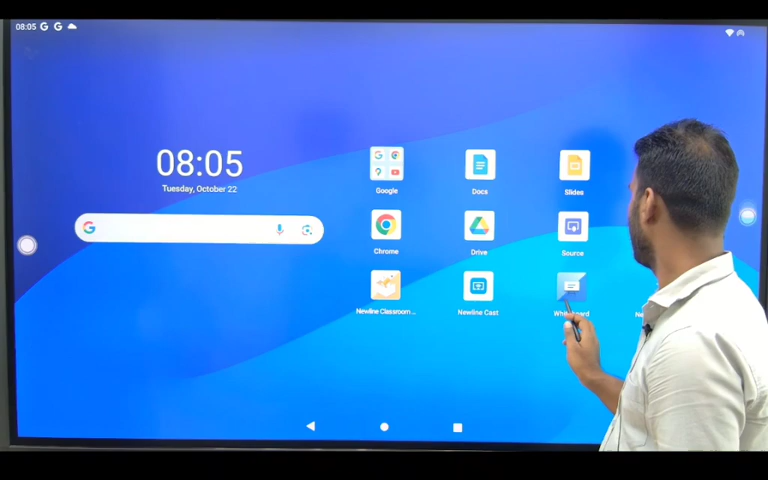 08:05
08:05
Tuesday, October 22
Google
Docs
Slides
Chrome
Drive
Source
Newline Classroom ...
Newline Cast